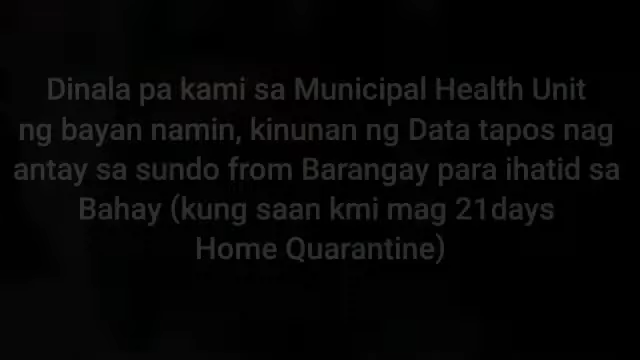 Dinala pa kami sa Municipal Health Unit
ng bayan namin, kinunan ng Data tapos nag
antay sa sundo from Barangay para ihatid sa
Bahay (kung saan kmi mag 21days
Home Quarantine)